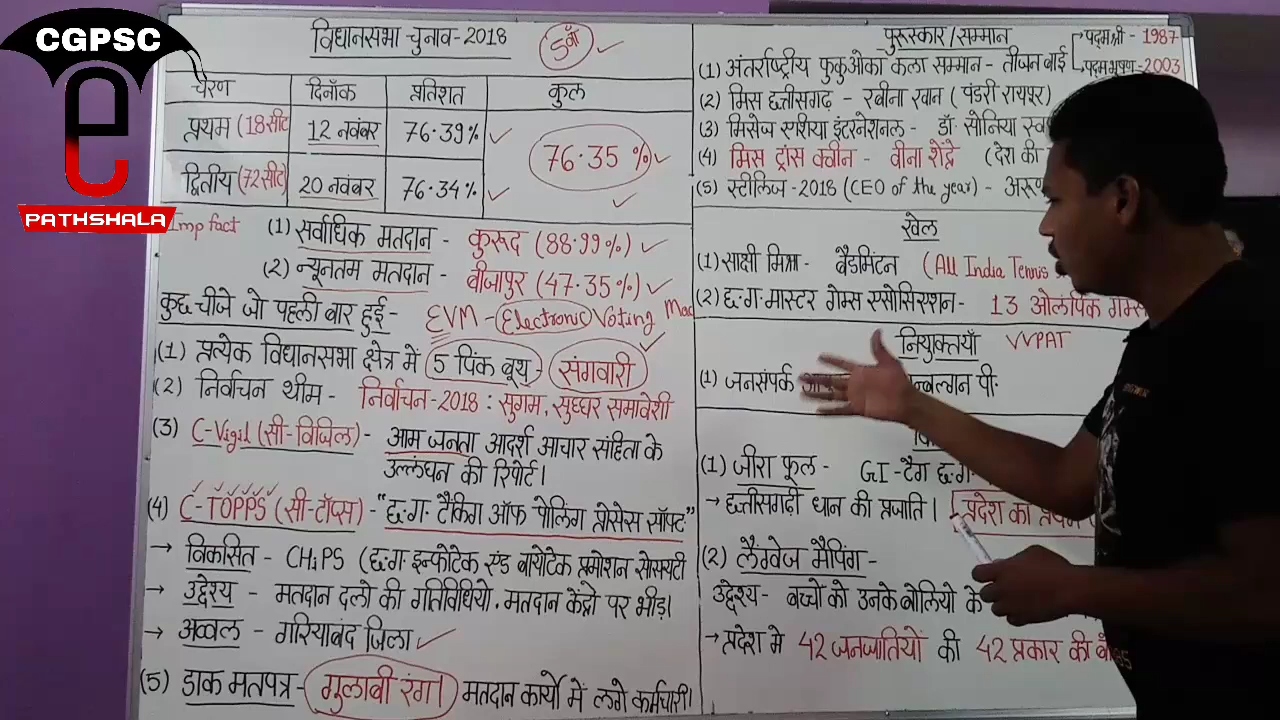 CGPSC
e
PATHSHALA
विधानसभा चुनाव-2018 5वाँ
चरण दिनाँक प्रतिशत कुल
प्रथम (18सीट 12 नवंबर 76.39% 76.35 %
द्वितीय (72सीट) 20 नवंबर 76.34%
Imp fact (1) सर्वाधिक मतदान - कुरूद (88.99%)
(2) न्यूनतम मतदान - बीजापुर (47.35%)
कुछ चीजे जो पहली बार हुई - EVM - Electronic Voting Mac
(1) प्रत्येक विधानसभा क्षेत्र में 5 पिंक बूथ - संगवारी
(2) निर्वाचन थीम - निर्वाचन-2018 : सुगम, सुघ्घर समावेशी
(3) C-Vigil (सी-विजिल) - आम जनता आदर्श आचार संहिता के
उल्लंघन की रिपोर्ट।
(4) C-TOPPS (सी-टॉप्स) - "छ.ग. ट्रैकिंग ऑफ पोलिंग प्रोसेस सॉफ्ट"
→ विकसित - CHiPS (छ.ग. इन्फोटेक एंड बायोटेक प्रमोशन सोसयटी
→ उद्देश्य - मतदान दलो की गतिविधियो, मतदान केंद्रो पर भीड़।
→ अव्वल - गरियाबंद जिला
(5) डाक मतपत्र - गुलाबी रंग। मतदान कार्यो में लगे कर्मचारी।
पुरूस्कार/सम्मान
पद्मश्री - 1987
(1) अंतर्राष्ट्रीय फुकुओका कला सम्मान - तीजन बाई पद्मभूषण - 2003
(2) मिस छत्तीसगढ़ - रवीना खान (पंडरी रायपुर)
(3) मिसेज एशिया इंटरनेशनल - डॉ. सोनिया
(4) मिस ट्रांस क्वीन - वीना शेंद्रे (देश की
(5) स्टीलिज-2018 (CEO of the year) -
खेल
(1) साक्षी मिश्रा - बैडमिंटन (All India Tennis
(2) छ.ग. मास्टर गेम्स एसोसिएशन - 13 ओलंपिक गेम्स
नियुक्तियाँ VVPAT
(1) जनसंपर्क पी.
(1) जीरा फूल - GI-टैग छ.ग.
→ छत्तीसगढ़ी धान की प्रजाति। प्रदेश का प्रथम
(2) लैंग्वेज मैपिंग -
उद्देश्य - बच्चों को उनके बोलियो के
→ प्रदेश मे 42 जनजातियों की 42 प्रकार की